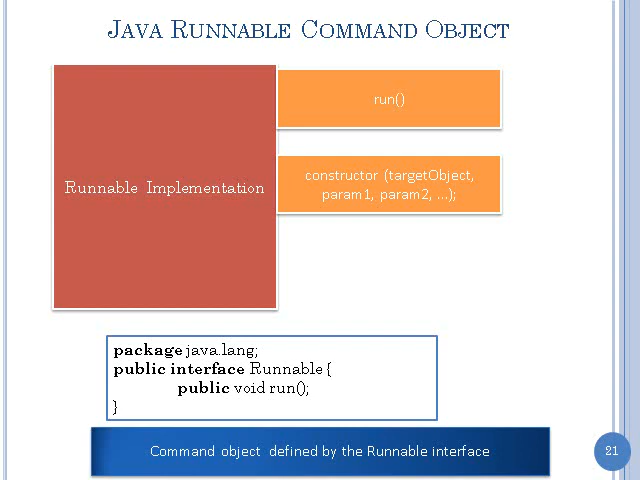 JAVA RUNNABLE COMMAND OBJECT
run()
Runnable Implementation
constructor (targetObject,
param1, param2, ...);
package java.lang;
public interface Runnable {
public void run();
}
Command object defined by the Runnable interface
21